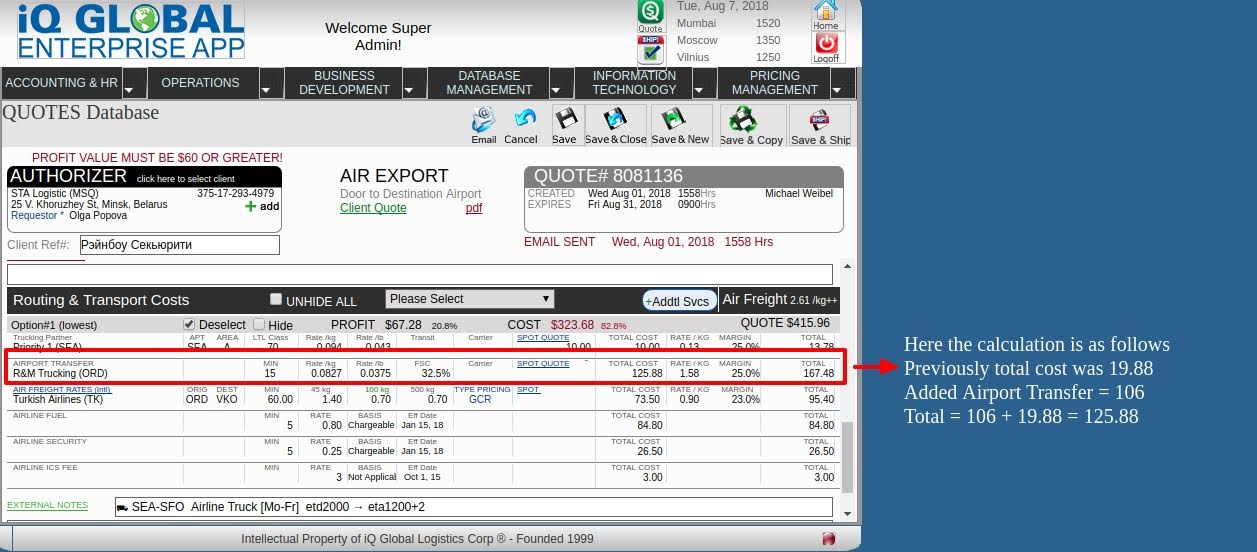 iQ GLOBAL
ENTERPRISE APP
Welcome Super
Admin!
Quote
SHIP!
Tue, Aug 7, 2018
Mumbai 1520
Moscow 1350
Vilnius 1250
Home
Logoff
ACCOUNTING & HR
OPERATIONS
BUSINESS
DEVELOPMENT
DATABASE
MANAGEMENT
INFORMATION
TECHNOLOGY
PRICING
MANAGEMENT
QUOTES Database
Email Cancel Save Save&Close Save&New Save & Copy Save & Ship
PROFIT VALUE MUST BE $60 OR GREATER!
AUTHORIZER click here to select client
STA Logistic (MSQ) 375-17-293-4979
25 V. Khoruzhey St, Minsk, Belarus
Requestor * Olga Popova
+ add
Client Ref#: Рэйнбоу Секьюрити
AIR EXPORT
Door to Destination Airport
Client Quote pdf
QUOTE# 8081136
CREATED Wed Aug 01, 2018 1558Hrs Michael Weibel
EXPIRES Fri Aug 31, 2018 0900Hrs
EMAIL SENT Wed, Aug 01, 2018 1558 Hrs
Routing & Transport Costs UNHIDE ALL Please Select +Addtl Svcs Air Freight 2.61 /kg++
Option#1 (lowest) Deselect Hide PROFIT $67.28 20.8% COST $323.68 82.8% QUOTE $415.96
Trucking Partner APT AREA LTL Class Rate /kg Rate /lb Transit Carrier SPOT QUOTE TOTAL COST RATE / KG MARGIN TOTAL
Priority 1 (SEA) SEA A 70 0.094 0.043 10.00 10.00 0.13 25.0% 13.78
AIRPORT TRANSFER MIN Rate/kg Rate/lb FSC Carrier SPOT QUOTE TOTAL COST RATE / KG MARGIN TOTAL
R&M Trucking (ORD) 15 0.0827 0.0375 32.5% 125.88 1.58 25.0% 167.48
AIR FREIGHT RATES (Intl) ORIG DEST MIN 45 kg 100 kg 500 kg TYPE PRICING SPOT TOTAL COST RATE / KG MARGIN TOTAL
Turkish Airlines (TK) ORD VKO 60.00 1.40 0.70 0.70 GCR 73.50 0.90 23.0% 95.40
AIRLINE FUEL MIN RATE BASIS Eff Date TOTAL COST TOTAL
5 0.80 Chargeable Jan 15, 18 84.80 84.80
AIRLINE SECURITY MIN RATE BASIS Eff Date TOTAL COST TOTAL
5 0.25 Chargeable Jan 15, 18 26.50 26.50
AIRLINE ICS FEE MIN RATE BASIS Eff Date TOTAL COST TOTAL
3 Not Applical Oct 1, 15 3.00 3.00
EXTERNAL NOTES SEA-SFO Airline Truck [Mo-Fr] etd2000 → eta1200+2
Intellectual Property of iQ Global Logistics Corp ® - Founded 1999
Here the calculation is as follows
Previously total cost was 19.88
Added Airport Transfer = 106
Total = 106 + 19.88 = 125.88